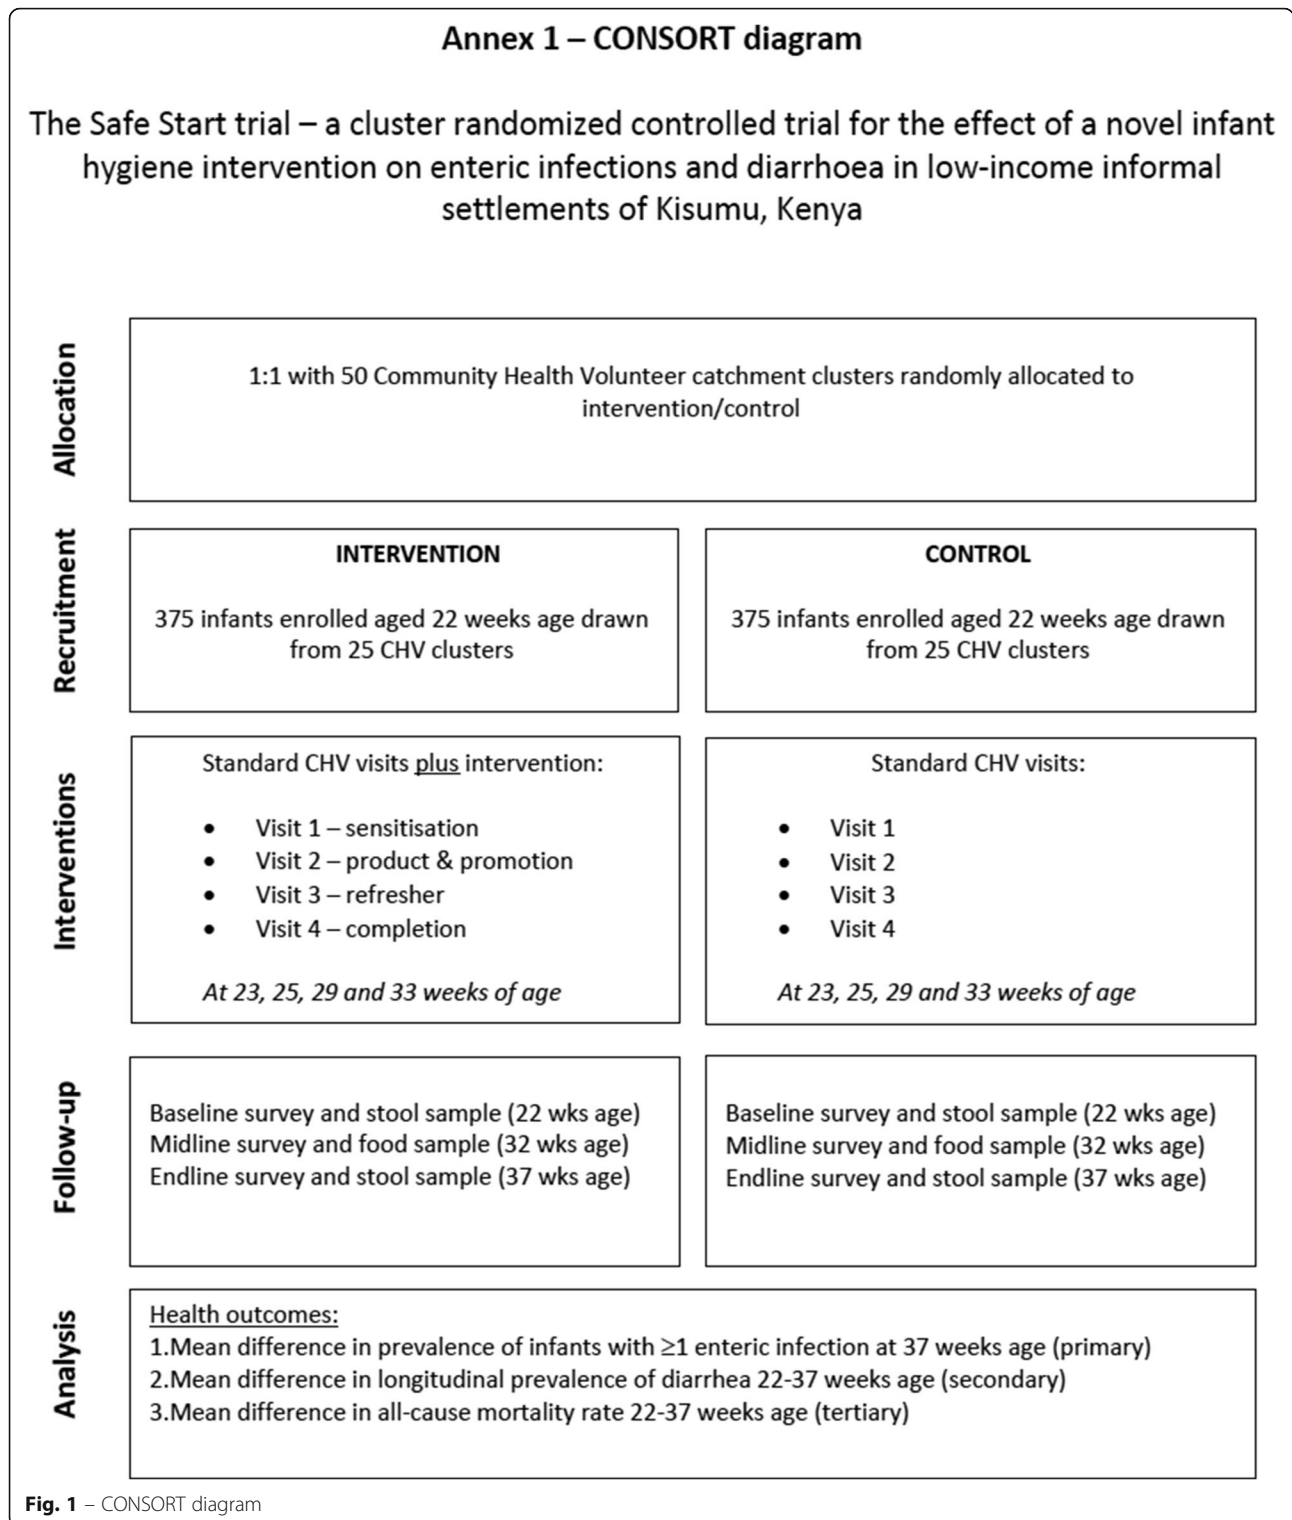 Annex 1 – CONSORT diagram
The Safe Start trial – a cluster randomized controlled trial for the effect of a novel infant
hygiene intervention on enteric infections and diarrhoea in low-income informal
settlements of Kisumu, Kenya
Allocation
1:1 with 50 Community Health Volunteer catchment clusters randomly allocated to
intervention/control
Recruitment
INTERVENTION
375 infants enrolled aged 22 weeks age drawn
from 25 CHV clusters
CONTROL
375 infants enrolled aged 22 weeks age drawn
from 25 CHV clusters
Interventions
Standard CHV visits plus intervention:
• Visit 1 – sensitisation
• Visit 2 – product & promotion
• Visit 3 – refresher
• Visit 4 – completion
At 23, 25, 29 and 33 weeks of age
Standard CHV visits:
• Visit 1
• Visit 2
• Visit 3
• Visit 4
At 23, 25, 29 and 33 weeks of age
Follow-up
Baseline survey and stool sample (22 wks age)
Midline survey and food sample (32 wks age)
Endline survey and stool sample (37 wks age)
Baseline survey and stool sample (22 wks age)
Midline survey and food sample (32 wks age)
Endline survey and stool sample (37 wks age)
Analysis
Health outcomes:
1.Mean difference in prevalence of infants with ≥1 enteric infection at 37 weeks age (primary)
2.Mean difference in longitudinal prevalence of diarrhea 22-37 weeks age (secondary)
3.Mean difference in all-cause mortality rate 22-37 weeks age (tertiary)
Fig. 1 – CONSORT diagram